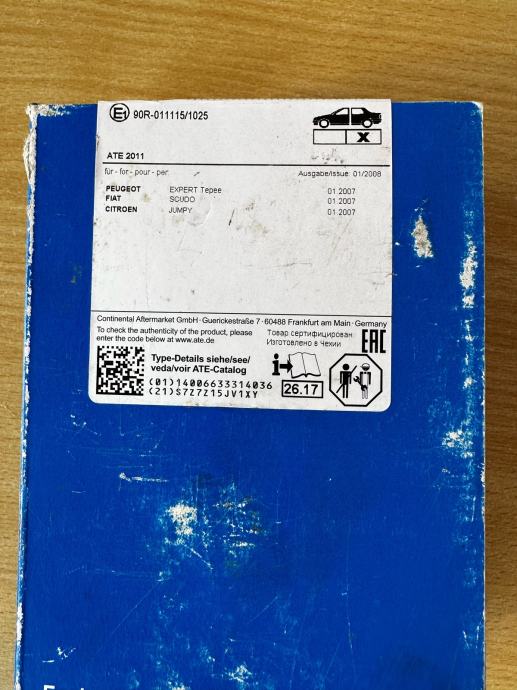 E1 90R-011115/1025
X
ATE 2011
für - for - pour - per: Ausgabe/Issue: 01/2008
PEUGEOT EXPERT Tepee 01.2007
FIAT SCUDO 01.2007
CITROEN JUMPY 01.2007
Continental Aftermarket GmbH · Guerickestraße 7 · 60488 Frankfurt am Main · Germany
To check the authenticity of the product, please
enter the code below at www.ate.de
Товар сертифицирован
Изготовлено в Чехии
EAC
Type-Details siehe/see/
veda/voir ATE-Catalog
(01)14006633314036
(21)S7Z7Z15JV1XY
i
26.17